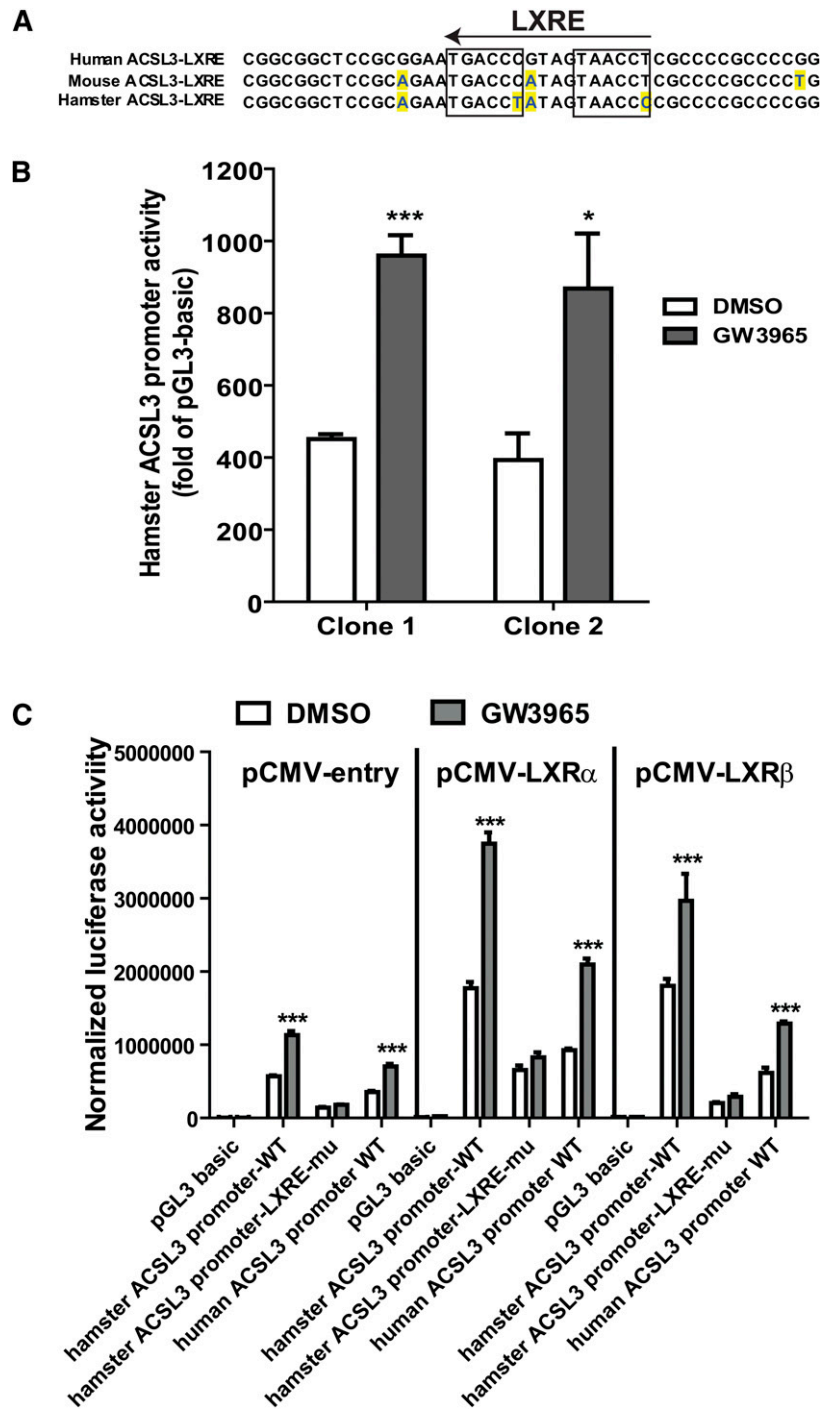 A
LXRE
Human ACSL3-LXRE CGGCGGCTCCGCGGAATGACCCGTAGTAACCTCGCCCCGCCCCGG
Mouse ACSL3-LXRE CGGCGGCTCCGCAGAATGACCCATAGTAACCTCGCCCCGCCCCTG
Hamster ACSL3-LXRE CGGCGGCTCCGCAGAATGACCTATAGTAACCCCGCCCCGCCCCGG
B
Hamster ACSL3 promoter activity
(fold of pGL3-basic)
1200
1000
800
600
400
200
0
***
*
DMSO
GW3965
Clone 1
Clone 2
C
DMSO
GW3965
Normalized luciferase activiity
5000000
4000000
3000000
2000000
1000000
0
pCMV-entry
pCMV-LXRα
pCMV-LXRβ
***
***
***
***
***
***
pGL3 basic
hamster ACSL3 promoter-WT
hamster ACSL3 promoter-LXRE-mu
human ACSL3 promoter WT
pGL3 basic
hamster ACSL3 promoter-WT
hamster ACSL3 promoter-LXRE-mu
human ACSL3 promoter WT
pGL3 basic
hamster ACSL3 promoter-WT
hamster ACSL3 promoter-LXRE-mu
human ACSL3 promoter WT